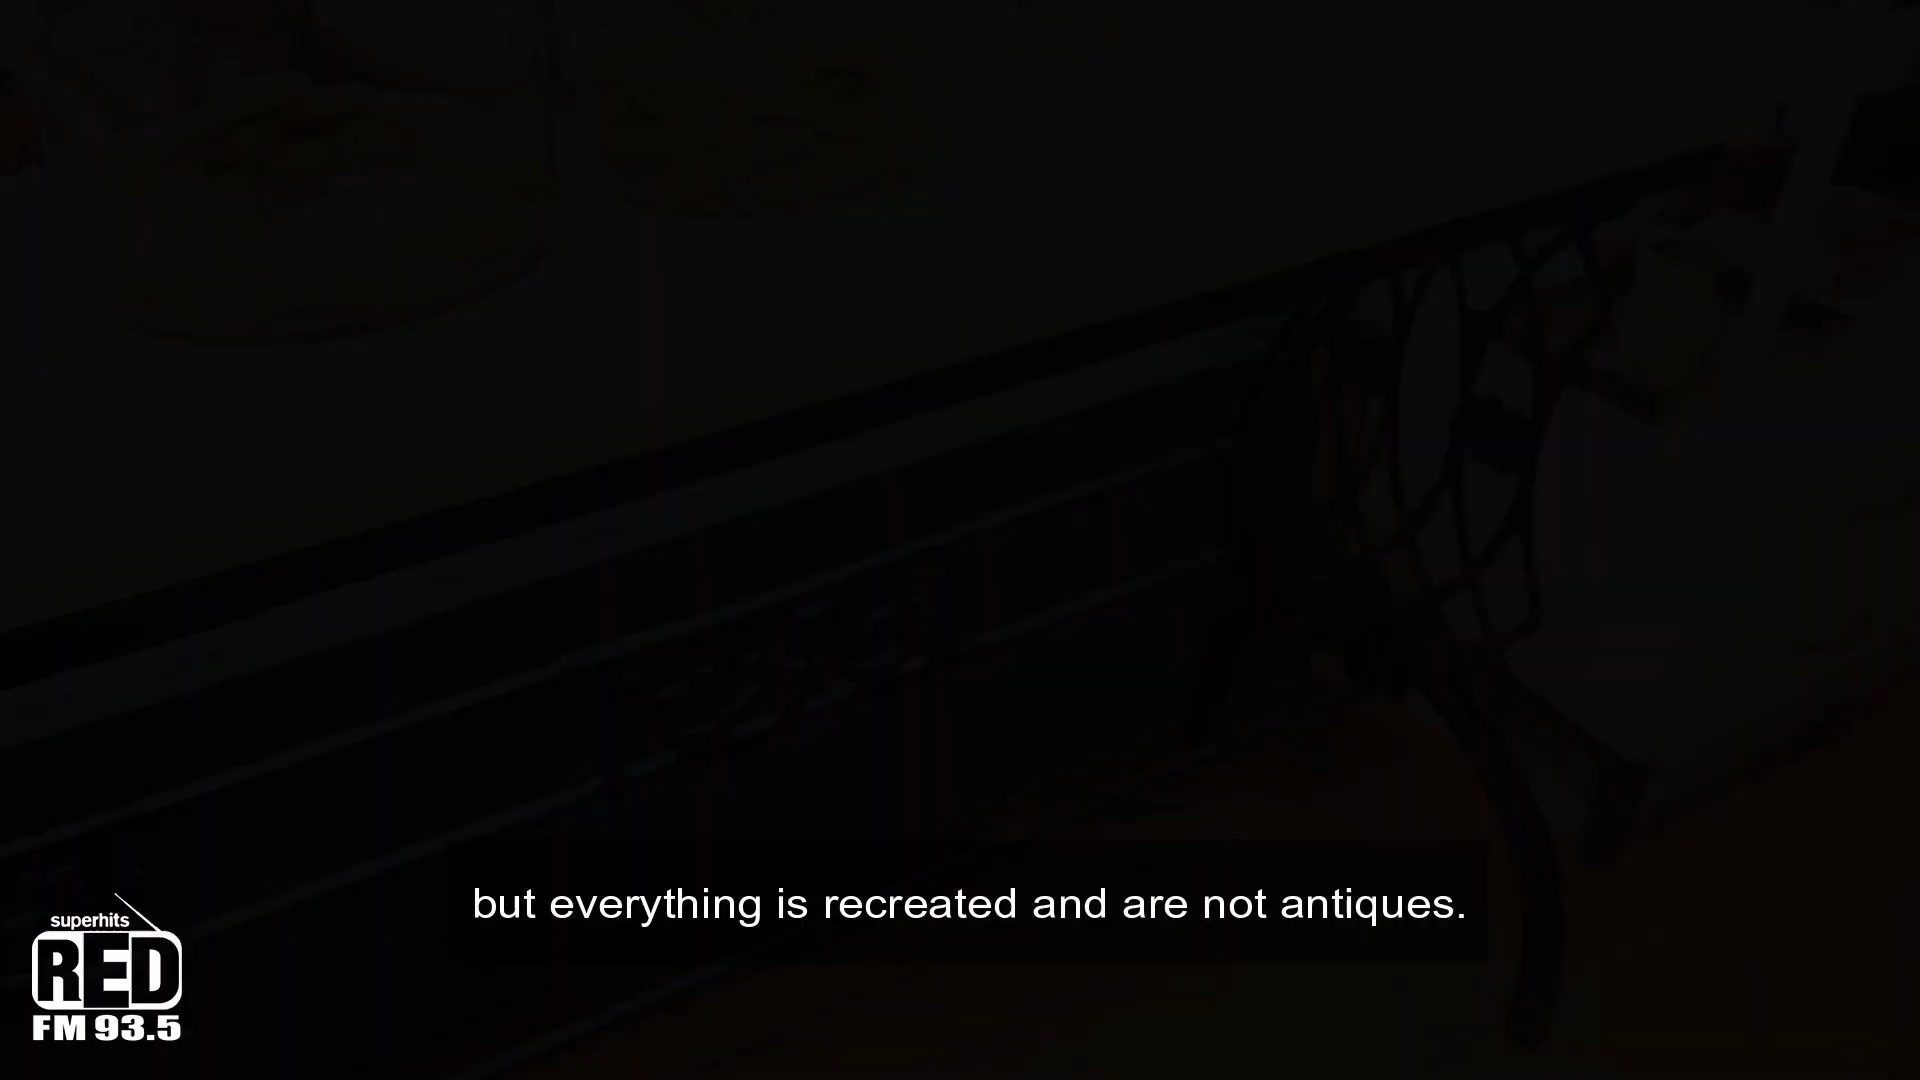 but everything is recreated and are not antiques.
superhits
RED
FM 93.5